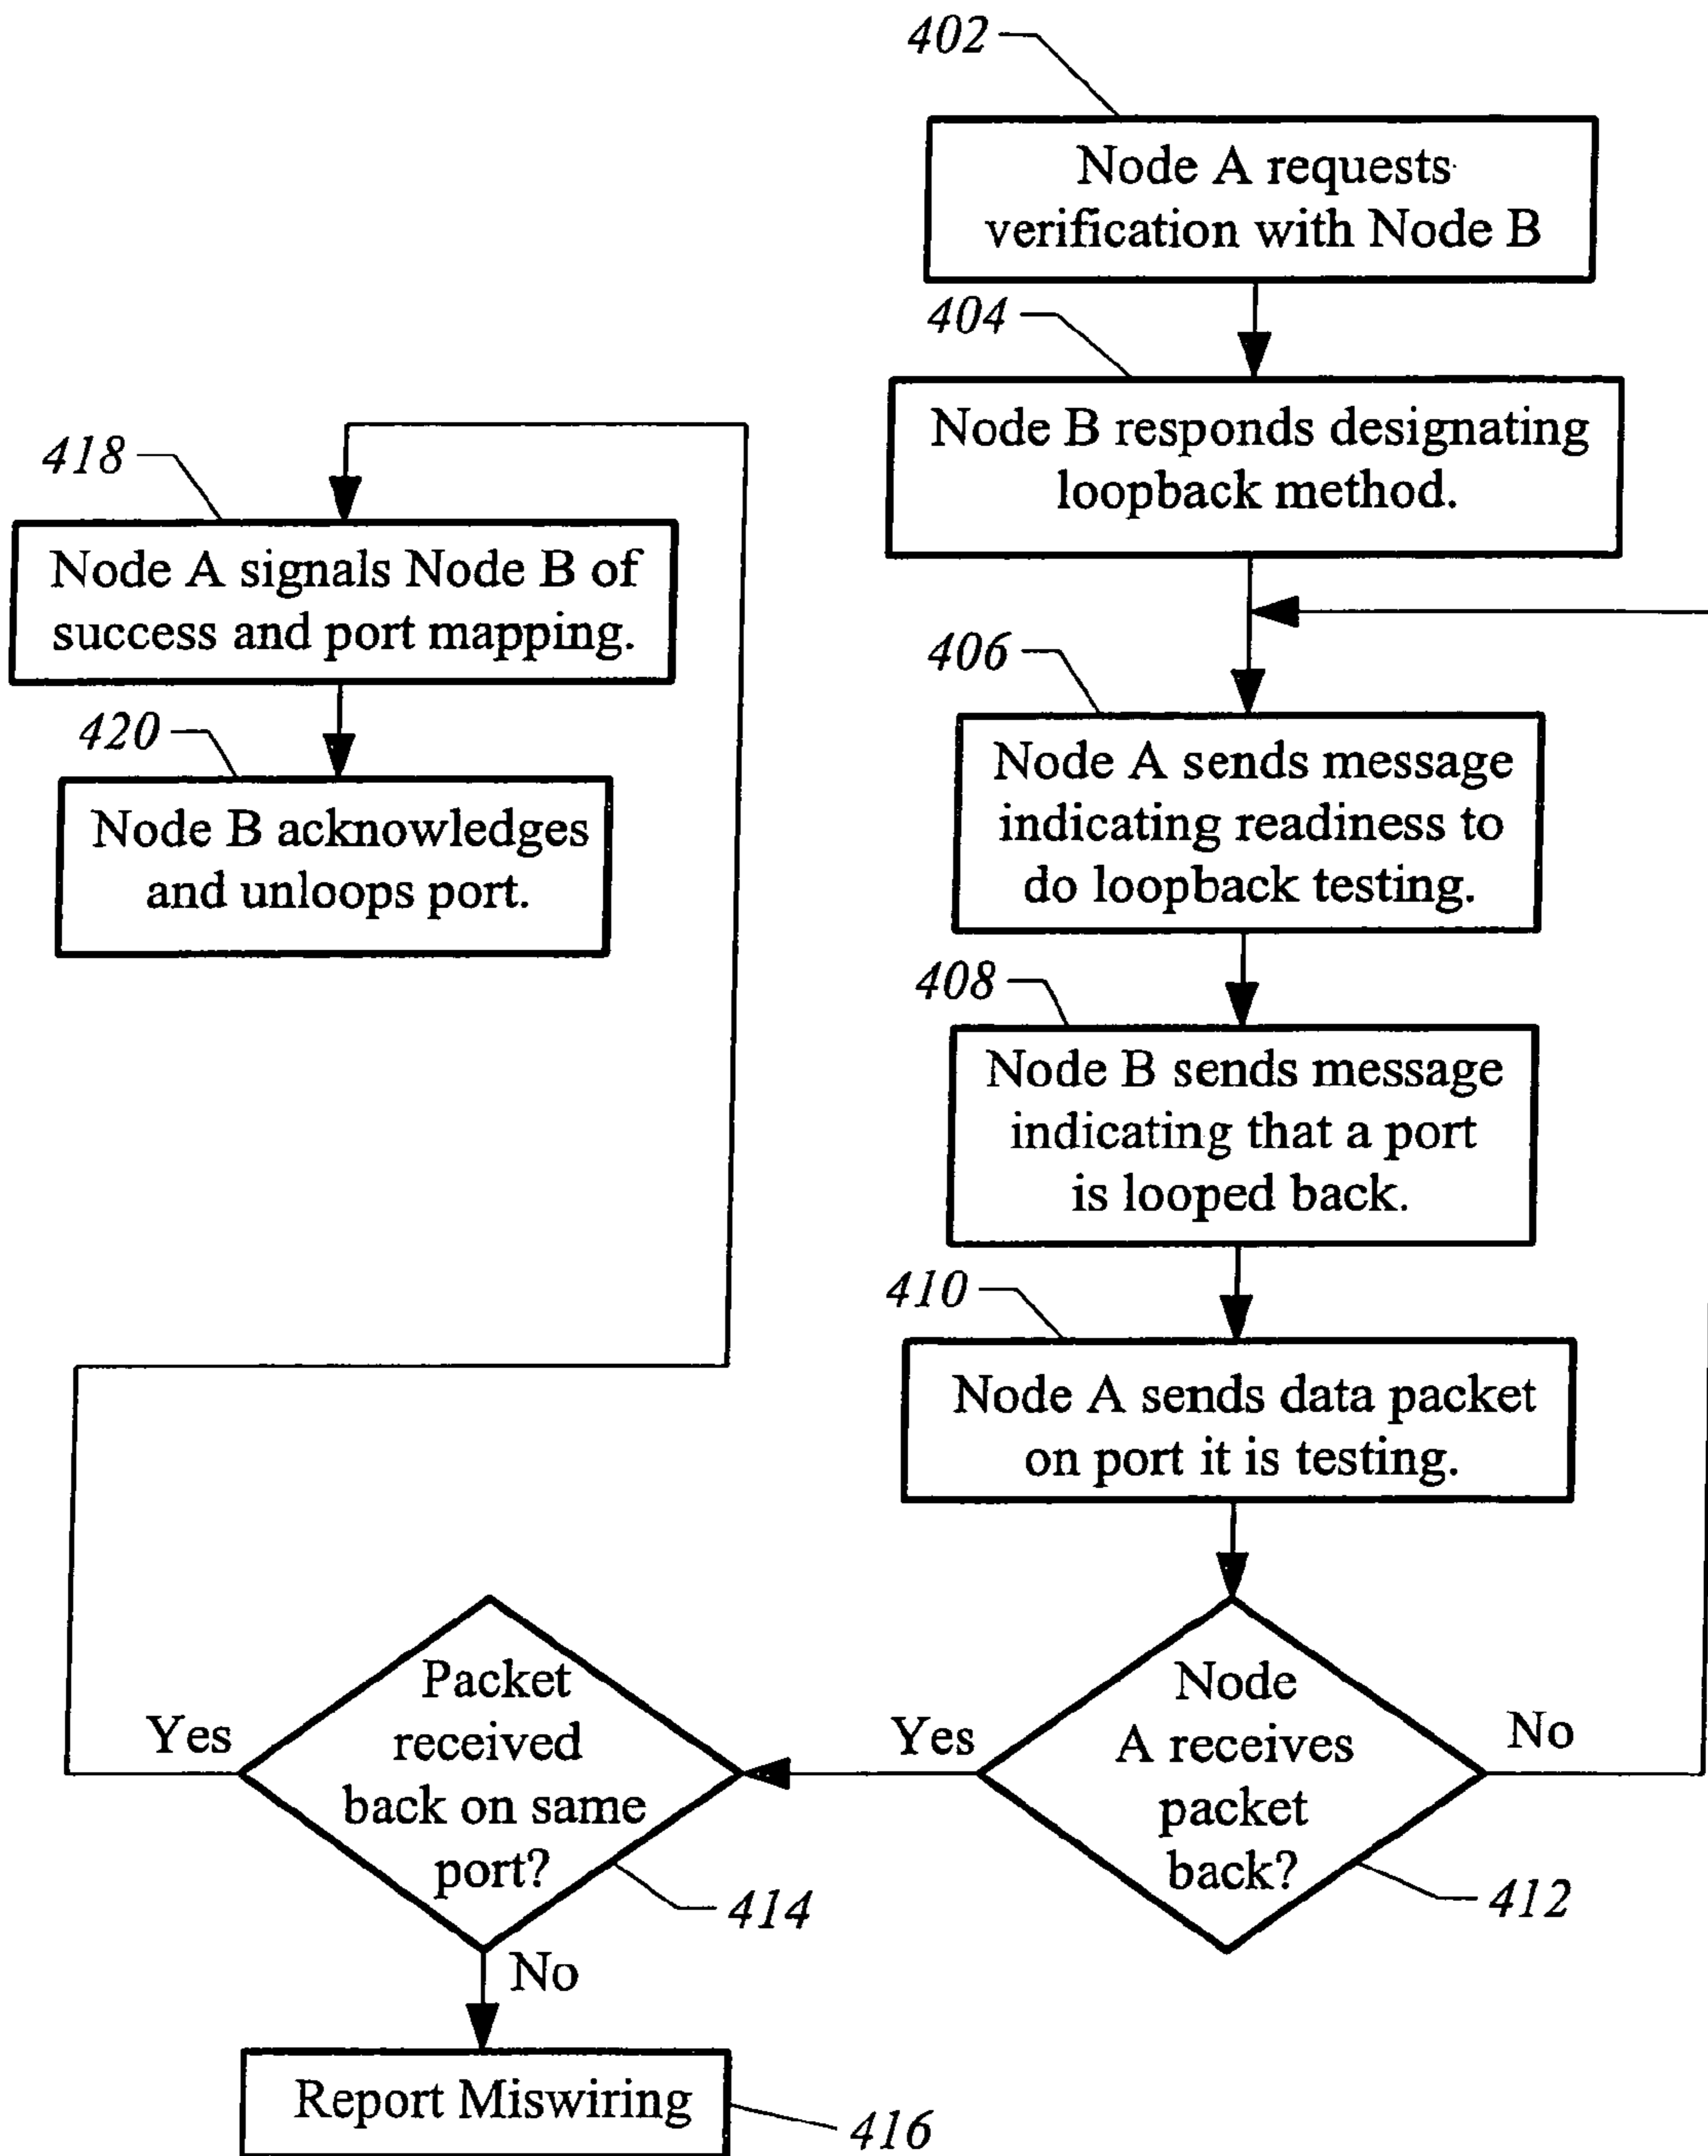 402
Node A requests
verification with Node B
404
Node B responds designating
loopback method.
418
Node A signals Node B of
success and port mapping.
406
Node A sends message
indicating readiness to
do loopback testing.
420
Node B acknowledges
and unloops port.
408
Node B sends message
indicating that a port
is looped back.
410
Node A sends data packet
on port it is testing.
Node
A receives
packet
back?
412
No
Yes
Packet
received
back on same
port?
414
Yes
No
Report Miswiring
416